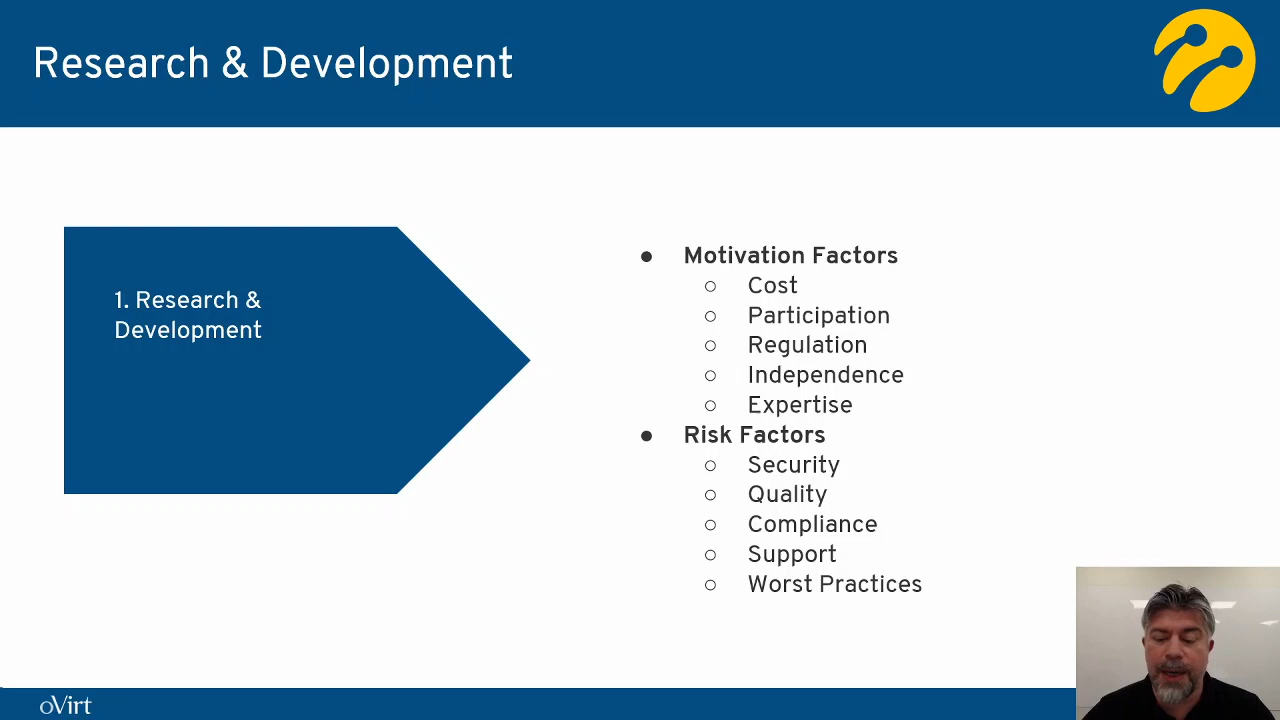 Research & Development
1. Research &
Development
● Motivation Factors
○ Cost
○ Participation
○ Regulation
○ Independence
○ Expertise
● Risk Factors
○ Security
○ Quality
○ Compliance
○ Support
○ Worst Practices
oVirt